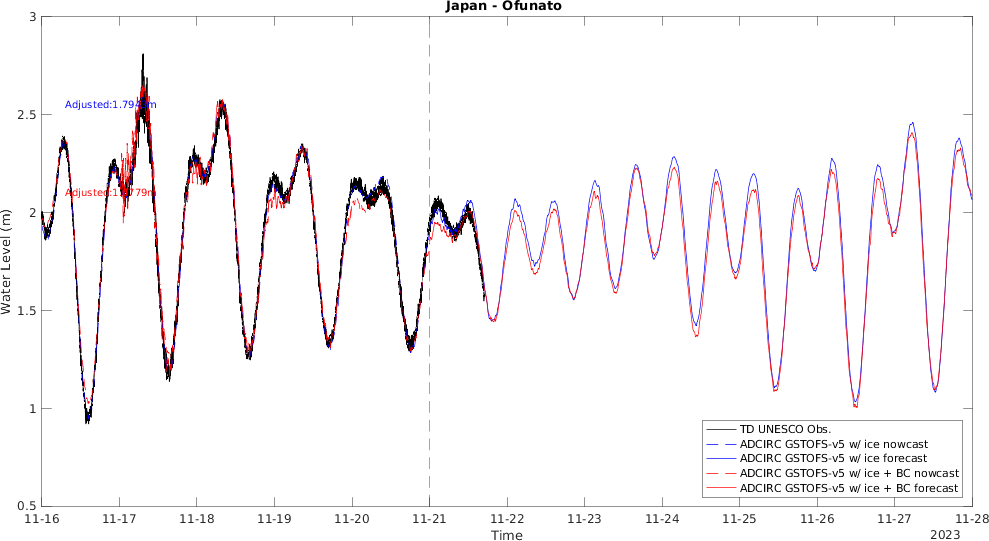 Japan - Ofunato
Water Level (m)
3
2.5
2
1.5
1
0.5
Adjusted:
Adjusted:
11-16
11-17
11-18
11-19
11-20
11-21
11-22
11-23
11-24
11-25
11-26
11-27
11-28
Time
2023
TD UNESCO Obs.
ADCIRC GSTOFS-v5 w/ ice nowcast
ADCIRC GSTOFS-v5 w/ ice forecast
ADCIRC GSTOFS-v5 w/ ice + BC nowcast
ADCIRC GSTOFS-v5 w/ ice + BC forecast